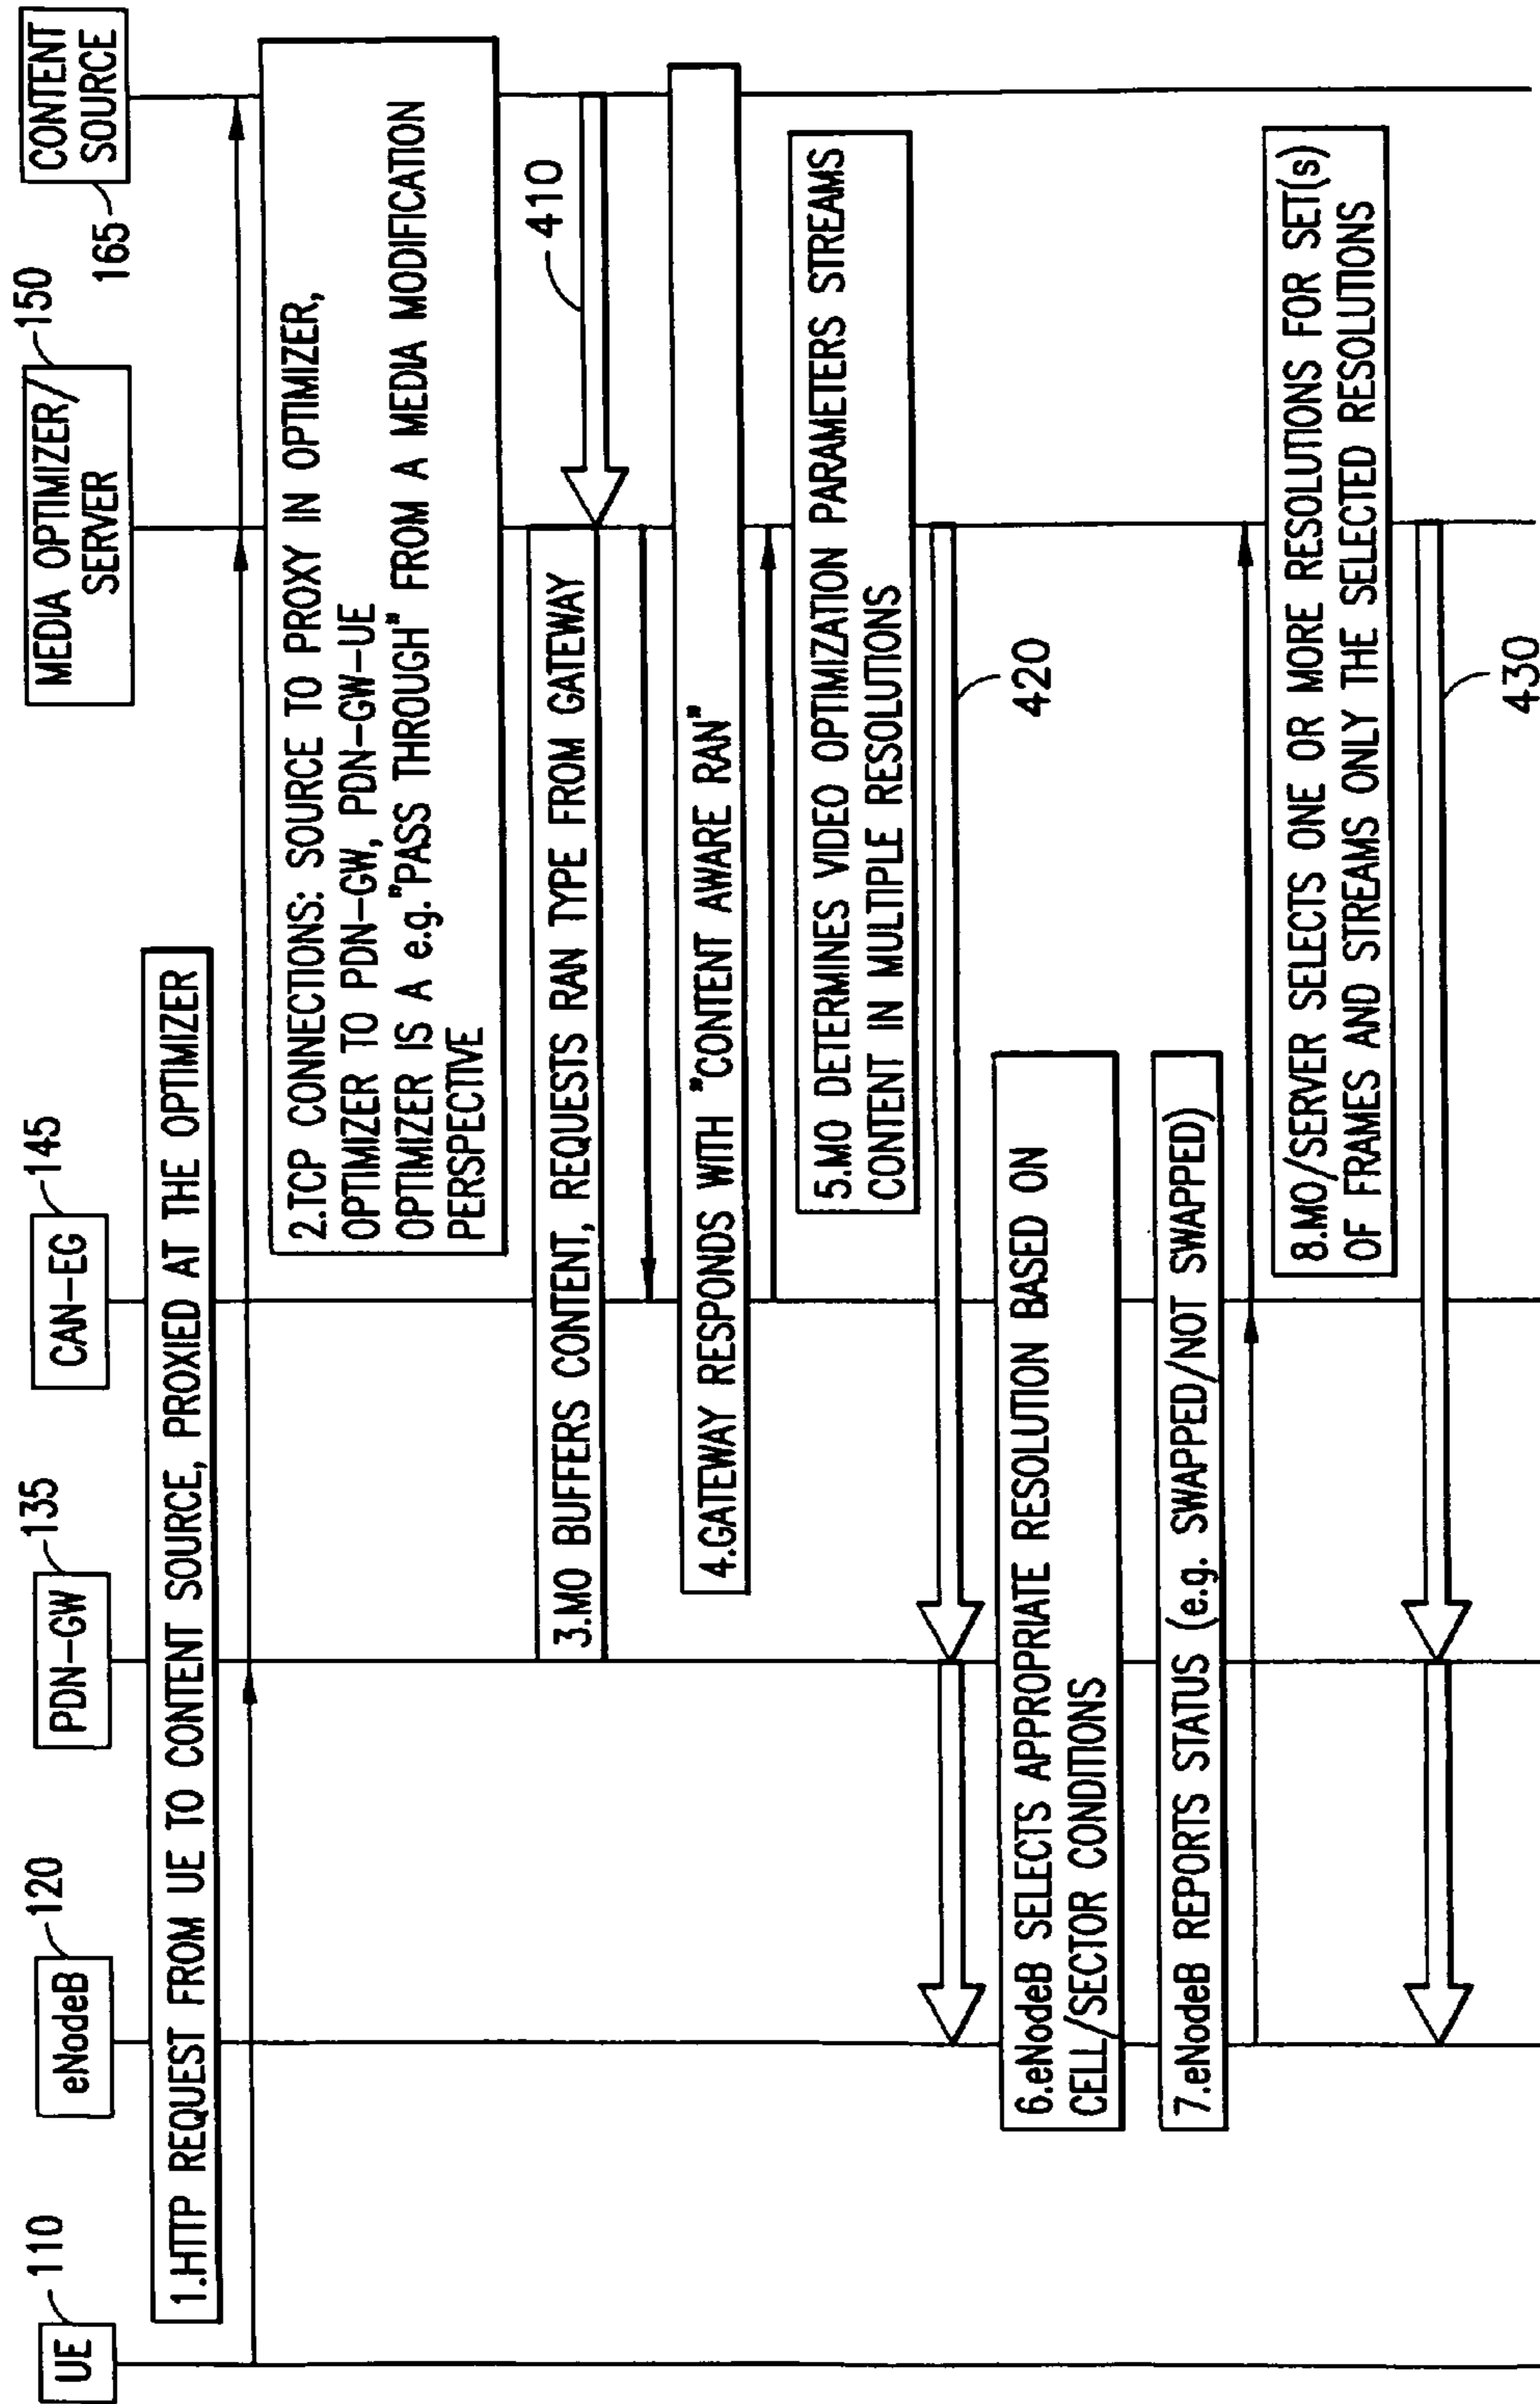 UE
110
eNodeB
120
PDN-GW
135
CAN-EG
145
MEDIA OPTIMIZER/
SERVER
150
CONTENT
SOURCE
165
1.HTTP REQUEST FROM UE TO CONTENT SOURCE, PROXIED AT THE OPTIMIZER
2.TCP CONNECTIONS: SOURCE TO PROXY IN OPTIMIZER,
OPTIMIZER TO PDN-GW, PDN-GW-UE
OPTIMIZER IS A e.g."PASS THROUGH" FROM A MEDIA MODIFICATION
PERSPECTIVE
410
3.MO BUFFERS CONTENT, REQUESTS RAN TYPE FROM GATEWAY
4.GATEWAY RESPONDS WITH "CONTENT AWARE RAN"
5.MO DETERMINES VIDEO OPTIMIZATION PARAMETERS STREAMS
CONTENT IN MULTIPLE RESOLUTIONS
420
6.eNodeB SELECTS APPROPRIATE RESOLUTION BASED ON
CELL/SECTOR CONDITIONS
7.eNodeB REPORTS STATUS (e.g. SWAPPED/NOT SWAPPED)
8.MO/SERVER SELECTS ONE OR MORE RESOLUTIONS FOR SET(s)
OF FRAMES AND STREAMS ONLY THE SELECTED RESOLUTIONS
430